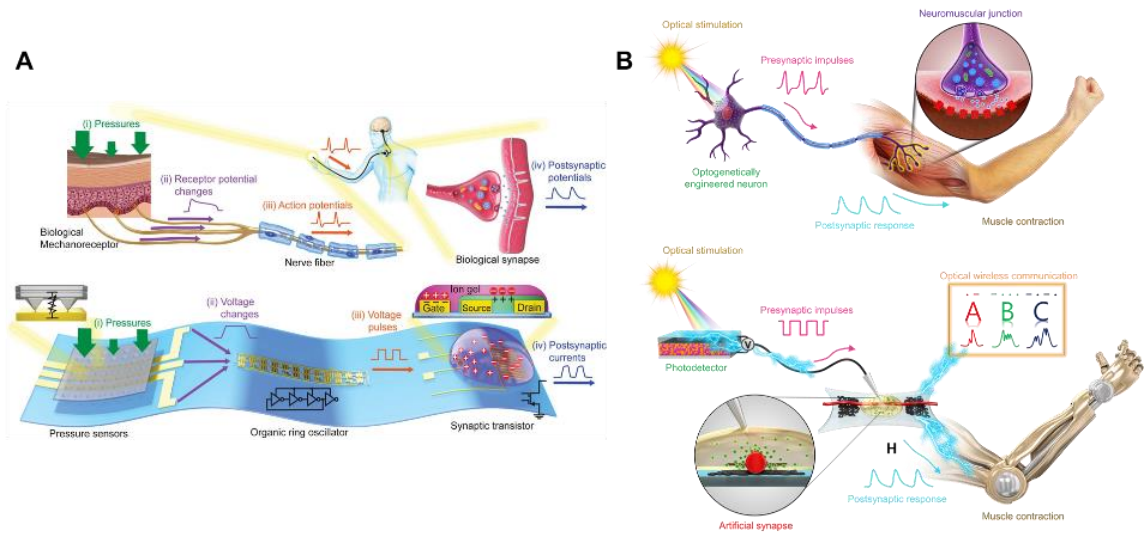 A
(i) Pressures
(ii) Receptor potential
changes
(iii) Action potentials
(iv) Postsynaptic
potentials
Biological
Mechanoreceptor
Nerve fiber
Biological synapse
(i) Pressures
(ii) Voltage
changes
(iii) Voltage
pulses
Ion gel
Gate
Source
Drain
(iv) Postsynaptic
currents
Pressure sensors
Organic ring oscillator
Synaptic transistor
B
Optical stimulation
Neuromuscular junction
Presynaptic impulses
Optogenetically
engineered neuron
Postsynaptic response
Muscle contraction
Optical stimulation
Optical wireless communication
Presynaptic impulses
A B C
V
Photodetector
H
Postsynaptic response
Artificial synapse
Muscle contraction